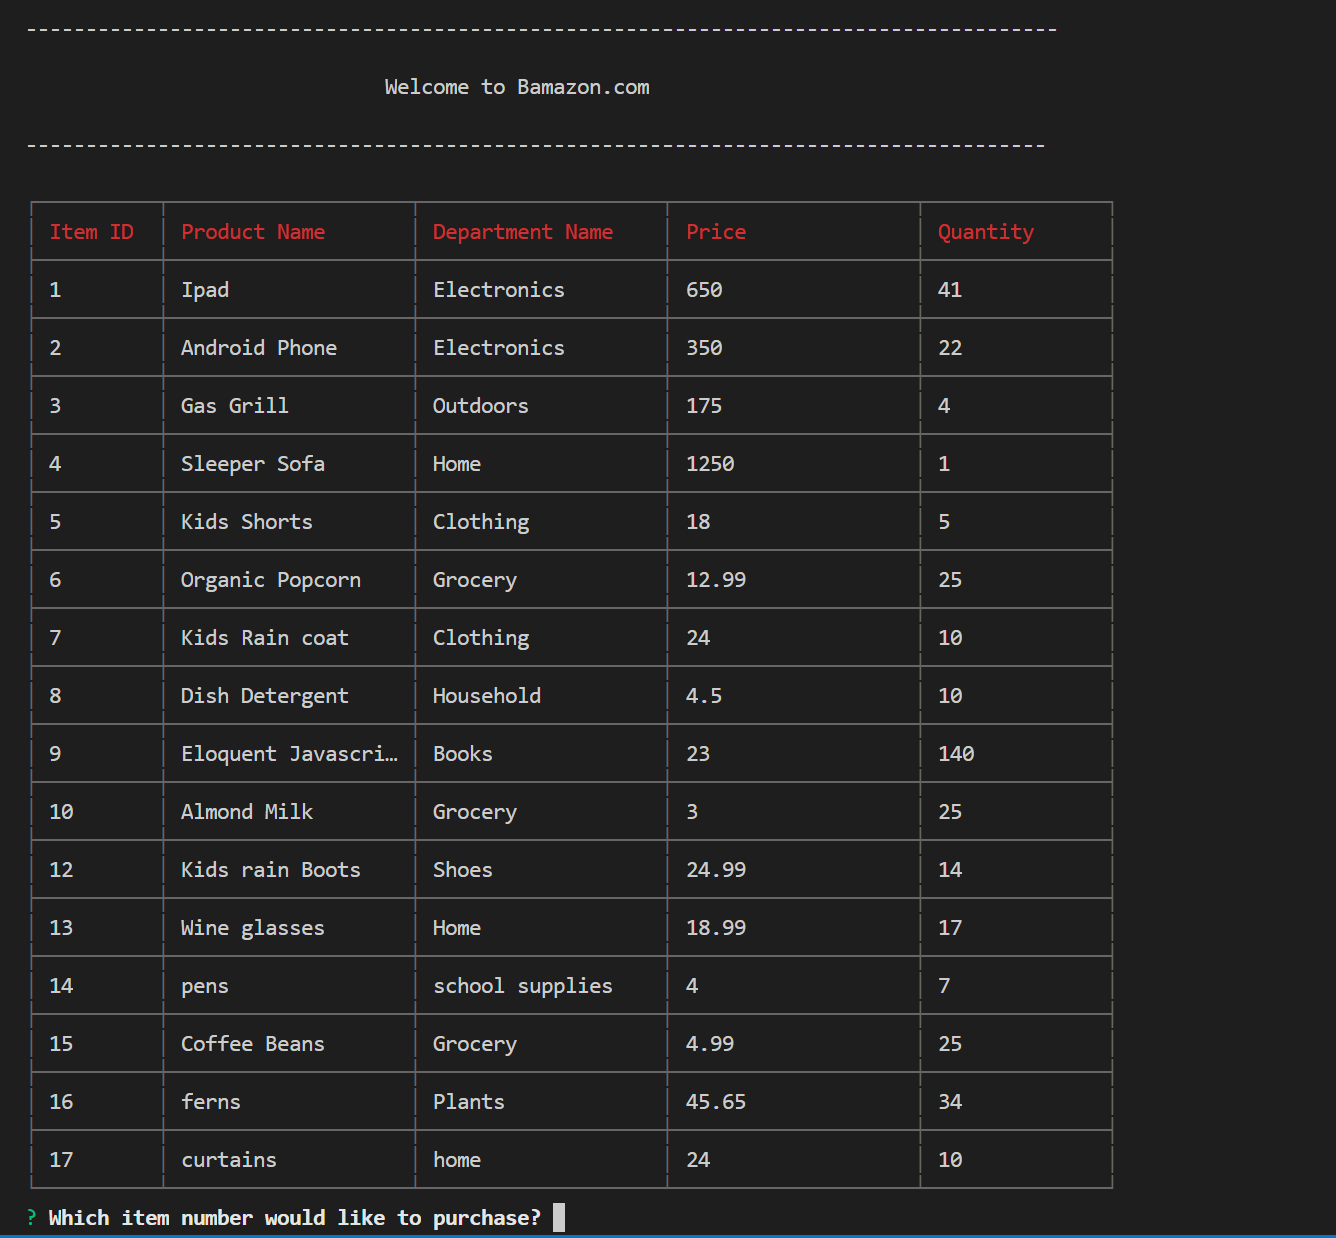 --------------------------------------------------------------------------------------
Welcome to Bamazon.com
-------------------------------------------------------------------------------------
Item ID Product Name Department Name Price Quantity
1 Ipad Electronics 650 41
2 Android Phone Electronics 350 22
3 Gas Grill Outdoors 175 4
4 Sleeper Sofa Home 1250 1
5 Kids Shorts Clothing 18 5
6 Organic Popcorn Grocery 12.99 25
7 Kids Rain coat Clothing 24 10
8 Dish Detergent Household 4.5 10
9 Eloquent Javascri… Books 23 140
10 Almond Milk Grocery 3 25
12 Kids rain Boots Shoes 24.99 14
13 Wine glasses Home 18.99 17
14 pens school supplies 4 7
15 Coffee Beans Grocery 4.99 25
16 ferns Plants 45.65 34
17 curtains home 24 10
? Which item number would like to purchase?